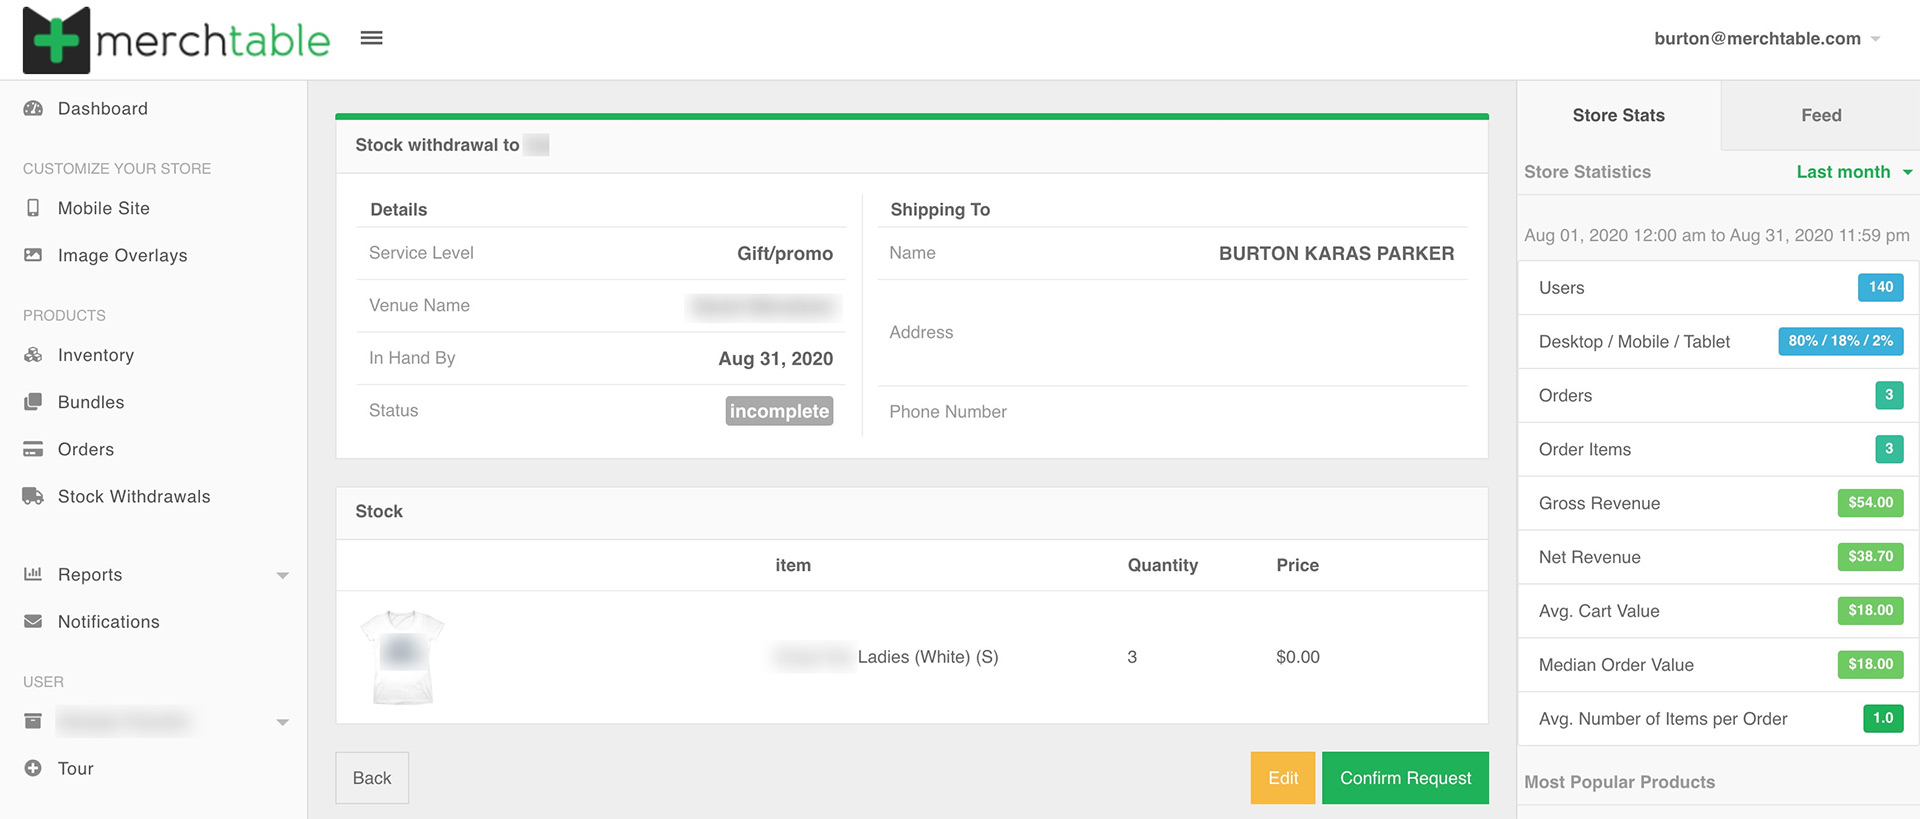 merchtable
burton@merchtable.com
Dashboard
CUSTOMIZE YOUR STORE
Mobile Site
Image Overlays
PRODUCTS
Inventory
Bundles
Orders
Stock Withdrawals
Reports
Notifications
USER
Tour
Stock withdrawal to
Details
Service Level Gift/promo
Venue Name
In Hand By Aug 31, 2020
Status incomplete
Shipping To
Name BURTON KARAS PARKER
Address
Phone Number
Stock
item Quantity Price
Ladies (White) (S) 3 $0.00
Back Edit Confirm Request
Store Stats Feed
Store Statistics Last month
Aug 01, 2020 12:00 am to Aug 31, 2020 11:59 pm
Users 140
Desktop / Mobile / Tablet 80% / 18% / 2%
Orders 3
Order Items 3
Gross Revenue $54.00
Net Revenue $38.70
Avg. Cart Value $18.00
Median Order Value $18.00
Avg. Number of Items per Order 1.0
Most Popular Products